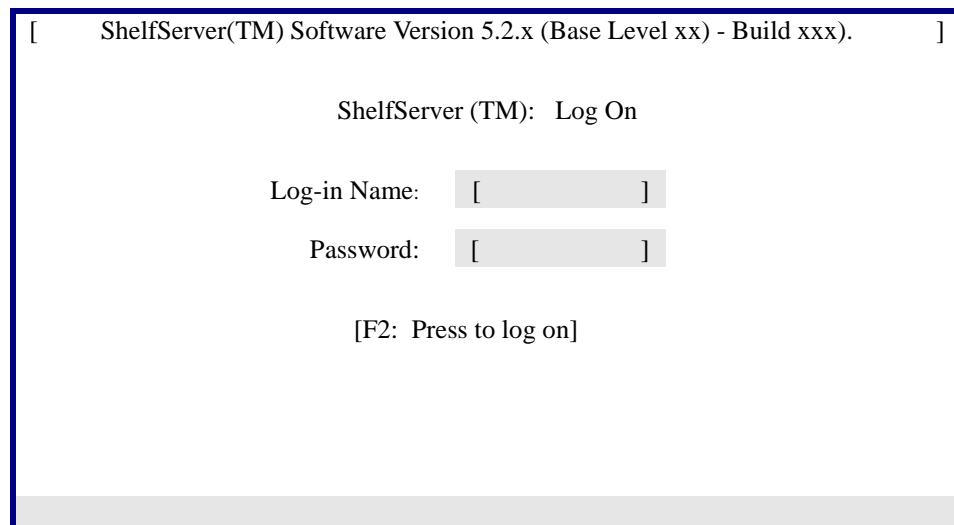 [ ShelfServer(TM) Software Version 5.2.x (Base Level xx) - Build xxx). ]
ShelfServer (TM): Log On
Log-in Name: [ ]
Password: [ ]
[F2: Press to log on]